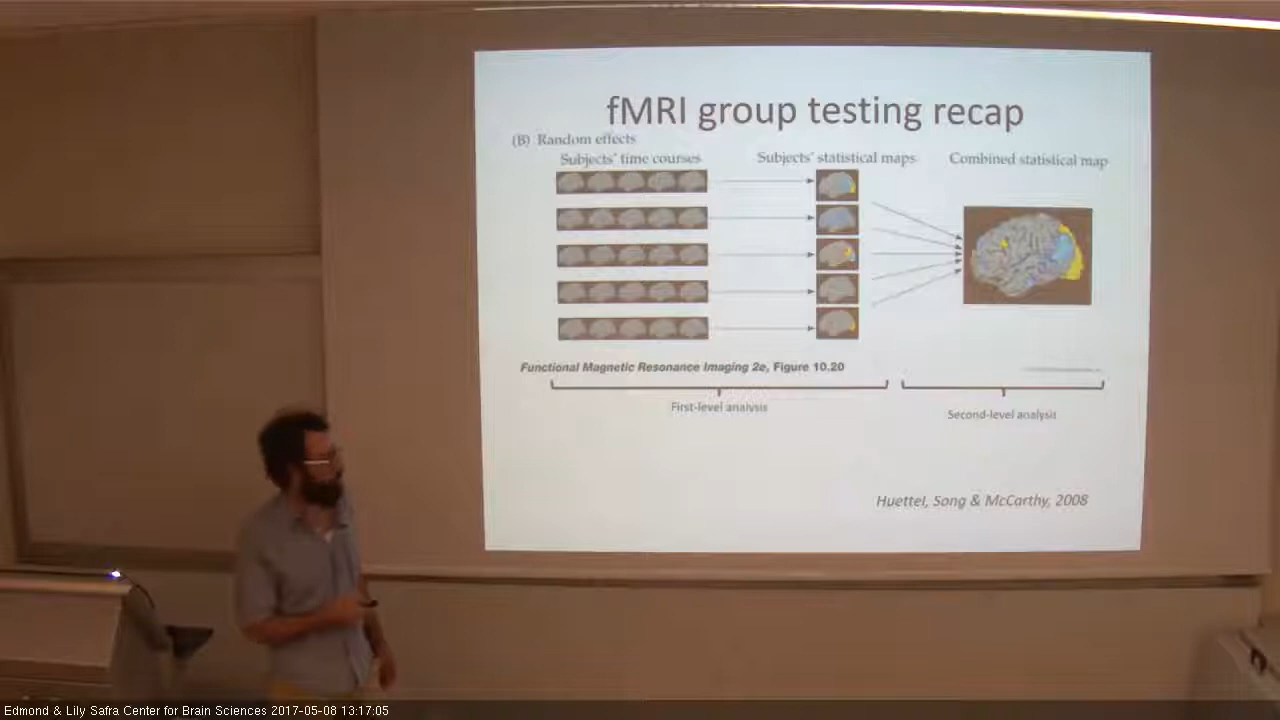 fMRI group testing recap
(B) Random effects
Subjects' time courses
Subjects' statistical maps
Combined statistical map
Functional Magnetic Resonance Imaging 2e, Figure 10.20
First-level analysis
Second-level analysis
Huettel, Song & McCarthy, 2008
Edmond & Lily Safra Center for Brain Sciences 2017-05-08 13:17:05